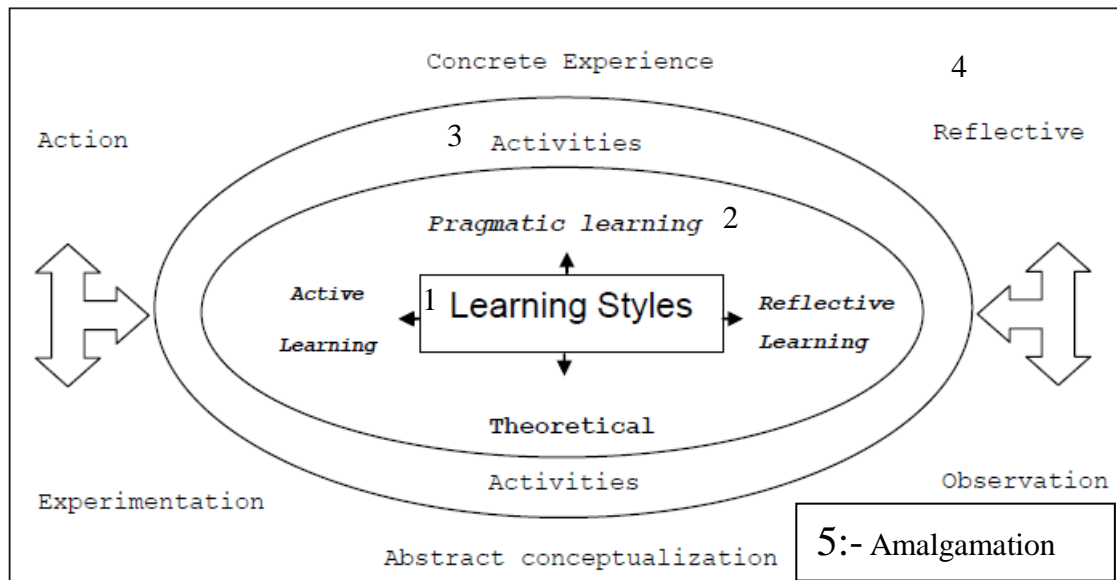 Concrete Experience
4
Action
3
Activities
Reflective
Pragmatic learning 2
Active
Learning
1
Learning Styles
Reflective
Learning
Theoretical
Activities
Experimentation
Observation
Abstract conceptualization
5:- Amalgamation